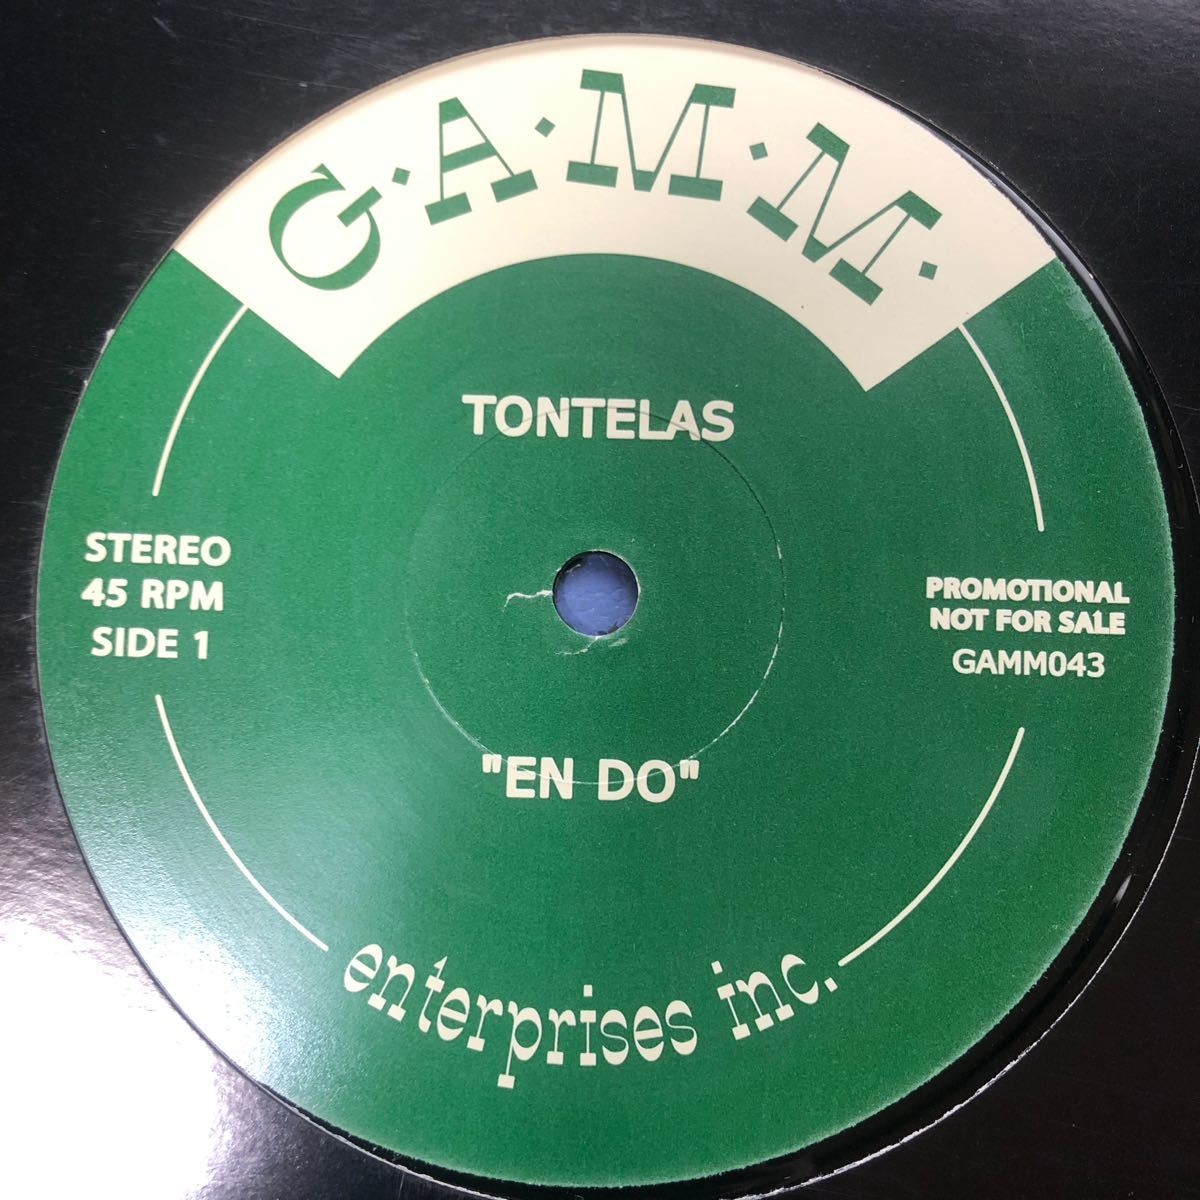 G·A·M·M·
TONTELAS
STEREO
45 RPM
SIDE 1
PROMOTIONAL
NOT FOR SALE
GAMM043
"EN DO"
enterprises inc.